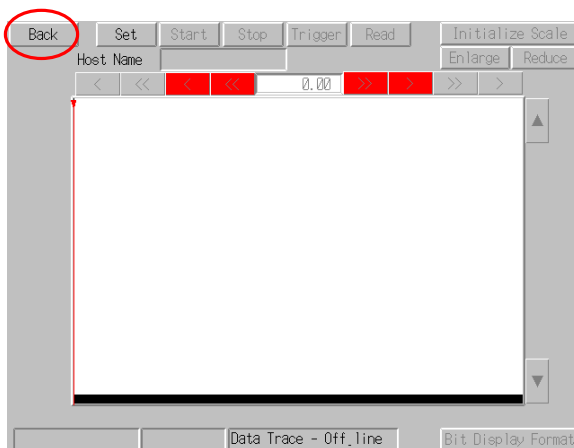 Back Set Start Stop Trigger Read Initialize Scale
Host Name Enlarge Reduce
< << < << 0.00 >> > >> >
Data Trace - Off_line Bit Display Format